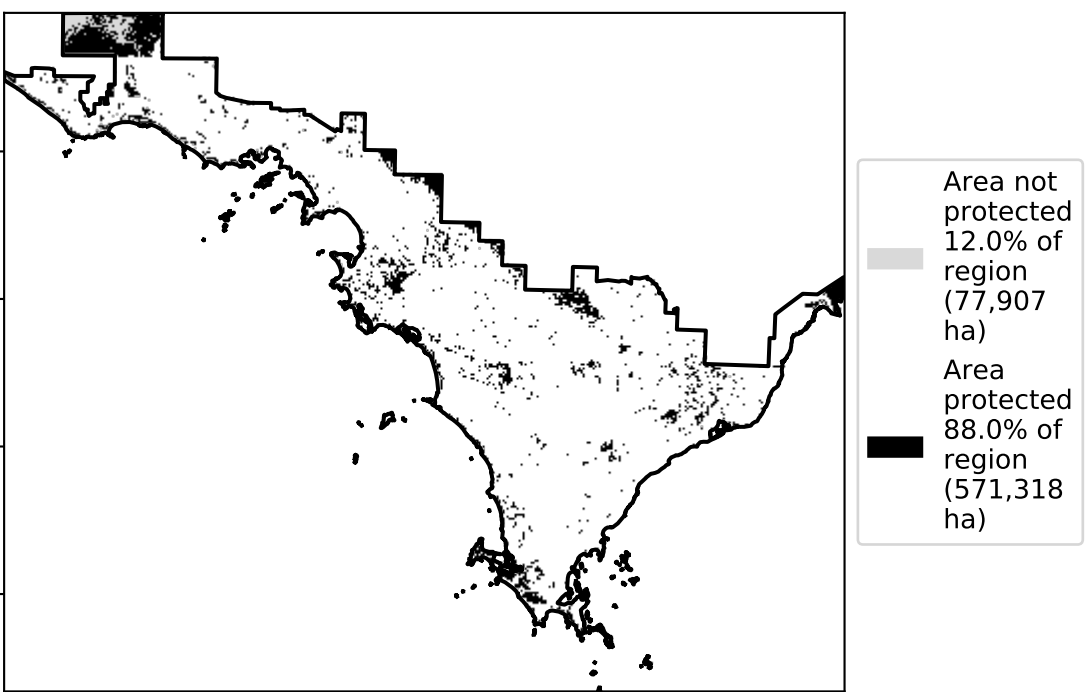 Area not
protected
12.0% of
region
(77,907
ha)
Area
protected
88.0% of
region
(571,318
ha)